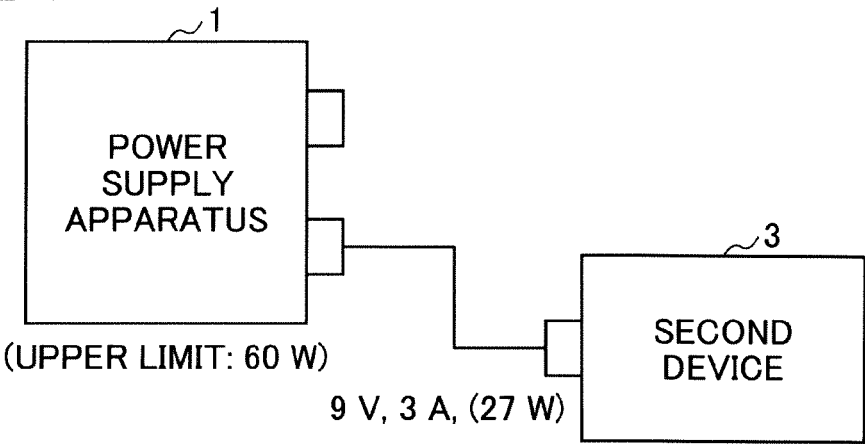 1
POWER
SUPPLY
APPARATUS
(UPPER LIMIT: 60 W)
3
SECOND
DEVICE
9 V, 3 A, (27 W)